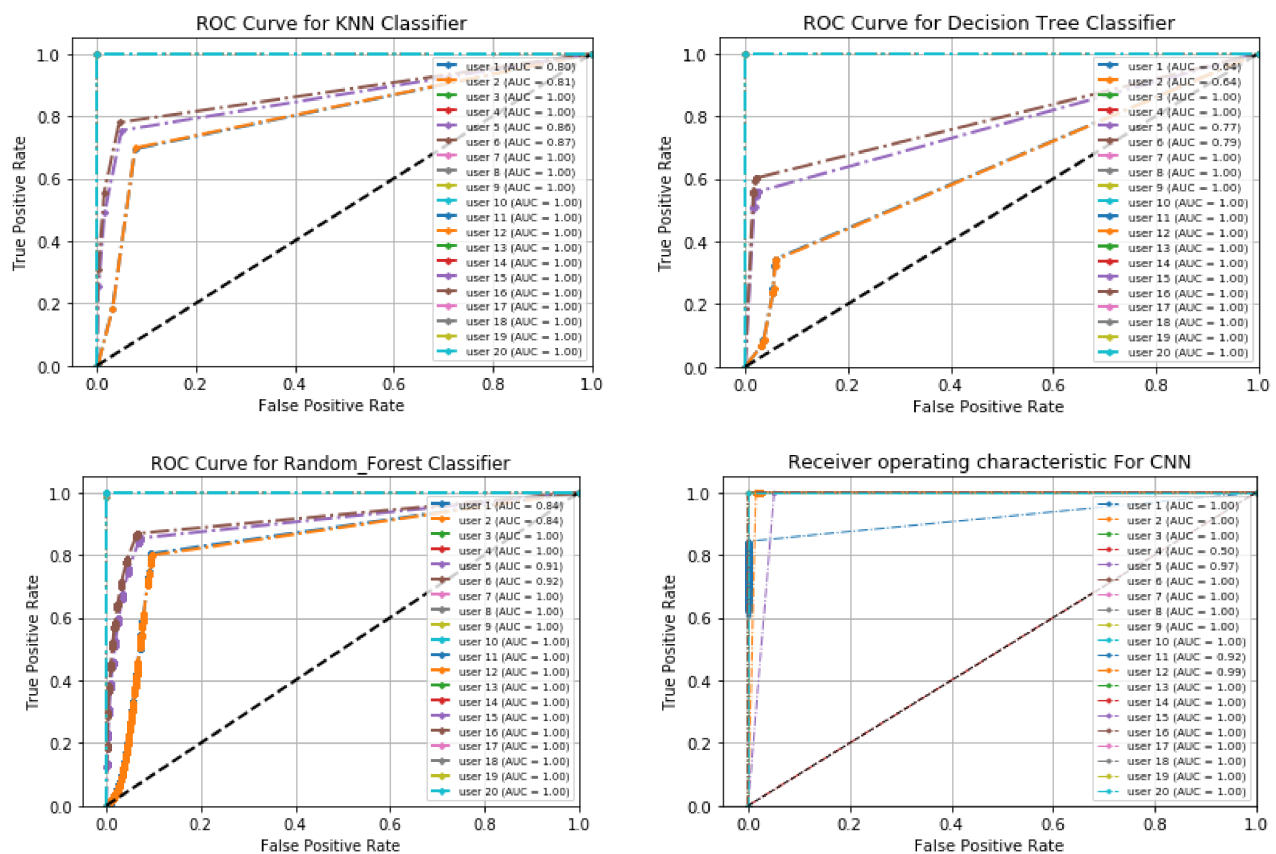 ROC Curve for KNN Classifier
True Positive Rate
1.0
0.8
0.6
0.4
0.2
0.0
user 1 (AUC = 0.80)
user 2 (AUC = 0.81)
user 3 (AUC = 1.00)
user 4 (AUC = 1.00)
user 5 (AUC = 0.86)
user 6 (AUC = 0.87)
user 7 (AUC = 1.00)
user 8 (AUC = 1.00)
user 9 (AUC = 1.00)
user 10 (AUC = 1.00)
user 11 (AUC = 1.00)
user 12 (AUC = 1.00)
user 13 (AUC = 1.00)
user 14 (AUC = 1.00)
user 15 (AUC = 1.00)
user 16 (AUC = 1.00)
user 17 (AUC = 1.00)
user 18 (AUC = 1.00)
user 19 (AUC = 1.00)
user 20 (AUC = 1.00)
0.0 0.2 0.4 0.6 0.8 1.0
False Positive Rate
ROC Curve for Decision Tree Classifier
True Positive Rate
1.0
0.8
0.6
0.4
0.2
0.0
user 1 (AUC = 0.64)
user 2 (AUC = 0.64)
user 3 (AUC = 1.00)
user 4 (AUC = 1.00)
user 5 (AUC = 0.77)
user 6 (AUC = 0.79)
user 7 (AUC = 1.00)
user 8 (AUC = 1.00)
user 9 (AUC = 1.00)
user 10 (AUC = 1.00)
user 11 (AUC = 1.00)
user 12 (AUC = 1.00)
user 13 (AUC = 1.00)
user 14 (AUC = 1.00)
user 15 (AUC = 1.00)
user 16 (AUC = 1.00)
user 17 (AUC = 1.00)
user 18 (AUC = 1.00)
user 19 (AUC = 1.00)
user 20 (AUC = 1.00)
0.0 0.2 0.4 0.6 0.8 1.0
False Positive Rate
ROC Curve for Random_Forest Classifier
True Positive Rate
1.0
0.8
0.6
0.4
0.2
0.0
user 1 (AUC = 0.84)
user 2 (AUC = 0.84)
user 3 (AUC = 1.00)
user 4 (AUC = 1.00)
user 5 (AUC = 0.91)
user 6 (AUC = 0.92)
user 7 (AUC = 1.00)
user 8 (AUC = 1.00)
user 9 (AUC = 1.00)
user 10 (AUC = 1.00)
user 11 (AUC = 1.00)
user 12 (AUC = 1.00)
user 13 (AUC = 1.00)
user 14 (AUC = 1.00)
user 15 (AUC = 1.00)
user 16 (AUC = 1.00)
user 17 (AUC = 1.00)
user 18 (AUC = 1.00)
user 19 (AUC = 1.00)
user 20 (AUC = 1.00)
0.0 0.2 0.4 0.6 0.8 1.0
False Positive Rate
Receiver operating characteristic For CNN
True Positive Rate
1.0
0.8
0.6
0.4
0.2
0.0
user 1 (AUC = 1.00)
user 2 (AUC = 1.00)
user 3 (AUC = 1.00)
user 4 (AUC = 0.50)
user 5 (AUC = 0.97)
user 6 (AUC = 1.00)
user 7 (AUC = 1.00)
user 8 (AUC = 1.00)
user 9 (AUC = 1.00)
user 10 (AUC = 1.00)
user 11 (AUC = 0.92)
user 12 (AUC = 0.99)
user 13 (AUC = 1.00)
user 14 (AUC = 1.00)
user 15 (AUC = 1.00)
user 16 (AUC = 1.00)
user 17 (AUC = 1.00)
user 18 (AUC = 1.00)
user 19 (AUC = 1.00)
user 20 (AUC = 1.00)
0.0 0.2 0.4 0.6 0.8 1.0
False Positive Rate